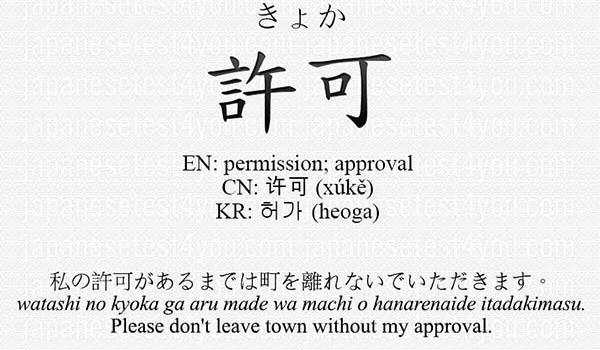 きょか
許可
EN: permission; approval
CN: 许可 (xúkě)
KR: 허가 (heoga)
私の許可があるまでは町を離れないでいただきます。
watashi no kyoka ga aru made wa machi o hanarenaide itadakimasu.
Please don't leave town without my approval.